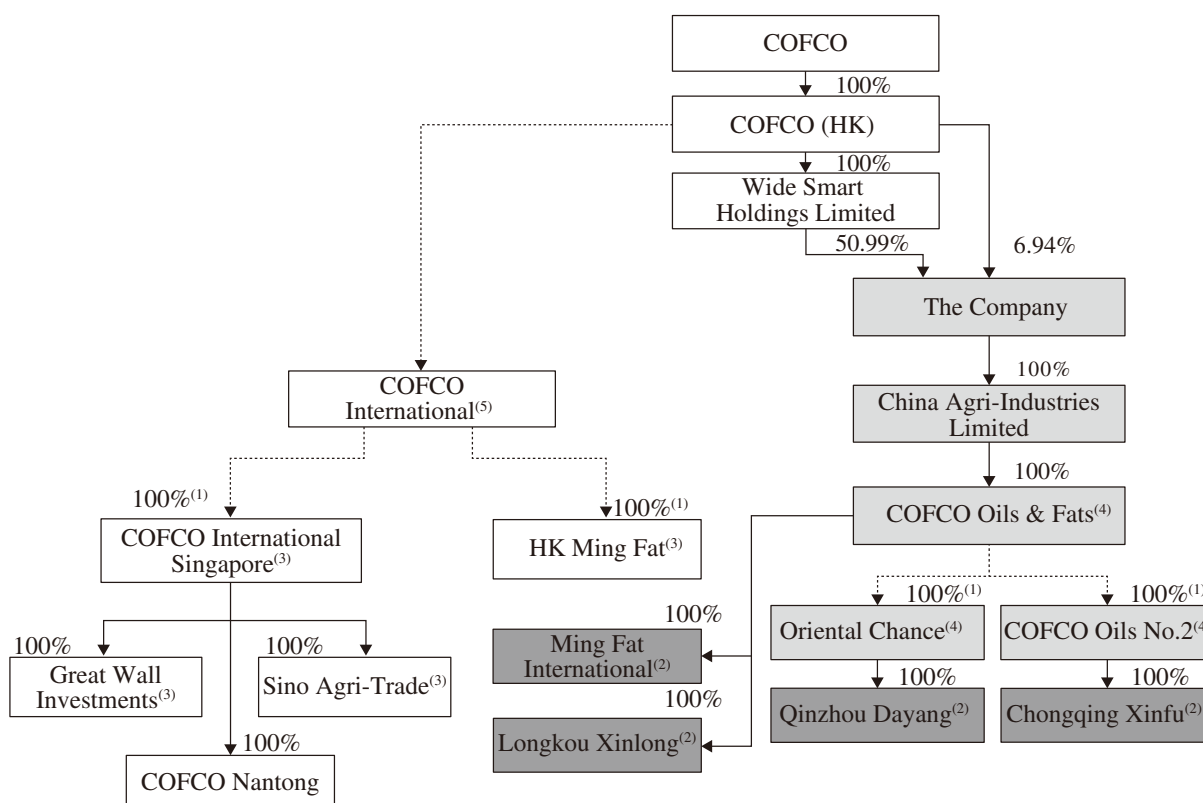 COFCO
100%
COFCO (HK)
100%
Wide Smart
Holdings Limited
50.99%
6.94%
The Company
100%
COFCO
International(5)
China Agri-Industries
Limited
100%
100%(1)
100%(1)
COFCO Oils & Fats(4)
COFCO International
Singapore(3)
HK Ming Fat(3)
100%(1)
100%(1)
100%
Oriental Chance(4)
COFCO Oils No.2(4
Ming Fat
International(2)
100%
100%
Great Wall
Investments(3)
Sino Agri-Trade(3)
100%
100%
100%
Qinzhou Dayang(2)
Chongqing Xinfu(2)
Longkou Xinlong(2)
100%
COFCO Nantong